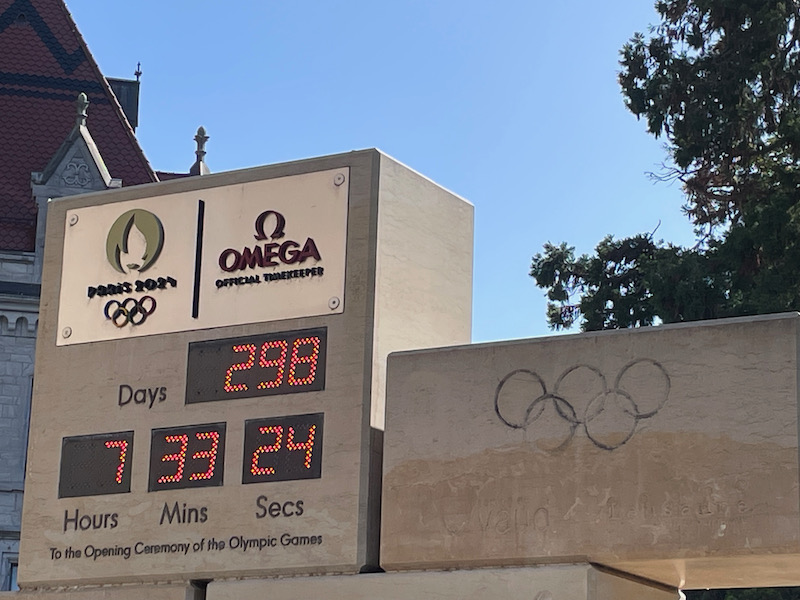 PARIS 2024
OMEGA
OFFICIAL TIMEKEEPER
Days 298
7 33 24
Hours Mins Secs
To the Opening Ceremony of the Olympic Games